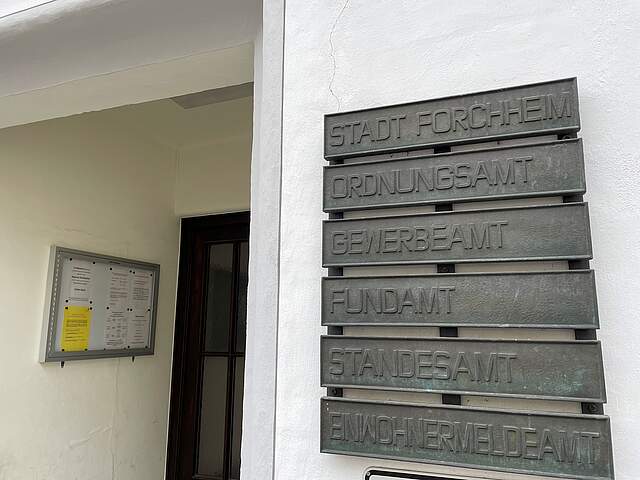 STADT FORCHHEIM
ORDNUNGSAMT
GEWERBEAMT
FUNDAMT
STANDESAMT
EINWOHNERMELDEAMT